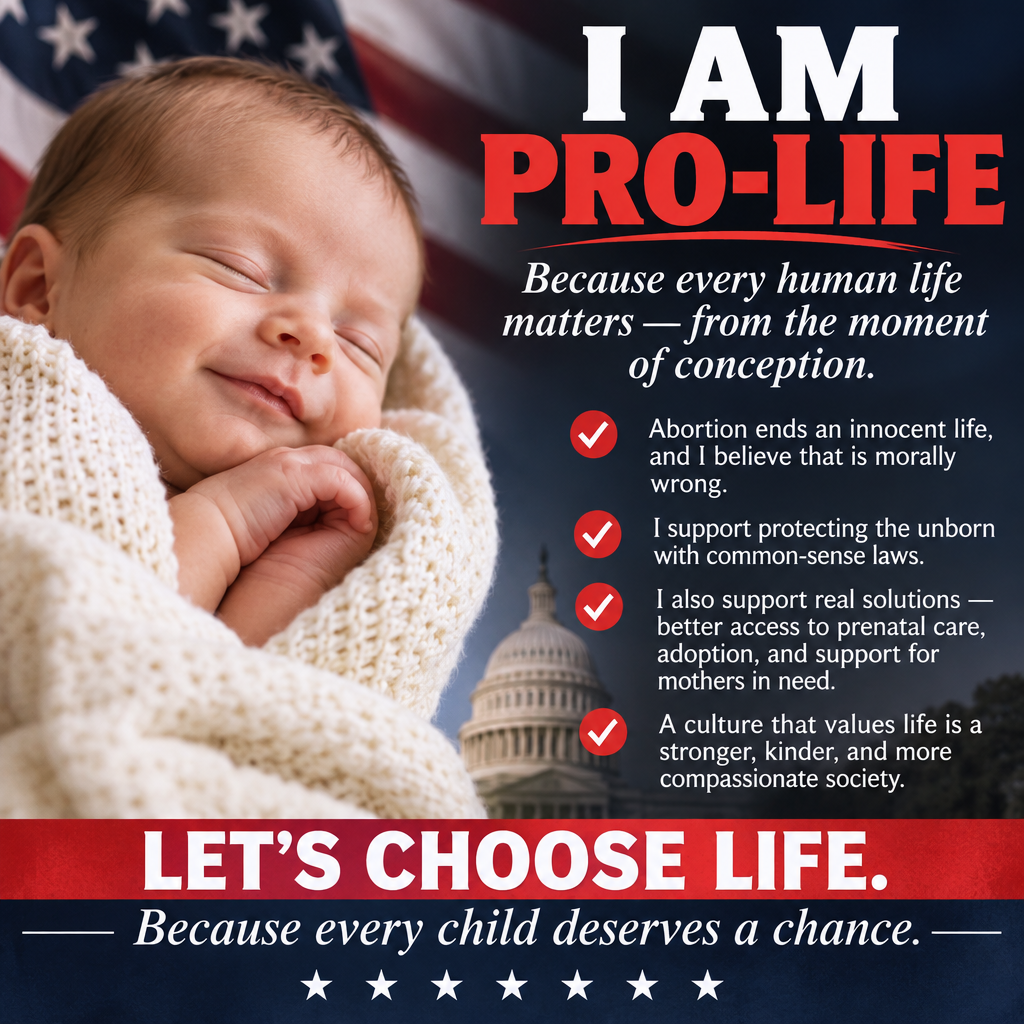 I AM
PRO-LIFE
Because every human life
matters — from the moment
of conception.
Abortion ends an innocent life,
and I believe that is morally
wrong.
I support protecting the unborn
with common-sense laws.
I also support real solutions —
better access to prenatal care,
adoption, and support for
mothers in need.
A culture that values life is a
stronger, kinder, and more
compassionate society.
LET'S CHOOSE LIFE.
Because every child deserves a chance.